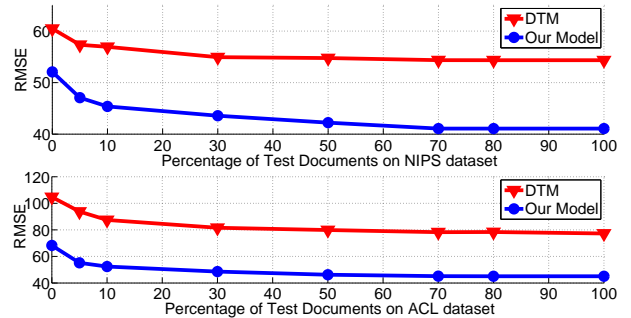 60
50
40
RMSE
DTM
Our Model
0 10 20 30 40 50 60 70 80 90 100
Percentage of Test Documents on NIPS dataset
120
100
80
60
40
RMSE
DTM
Our Model
0 10 20 30 40 50 60 70 80 90 100
Percentage of Test Documents on ACL dataset